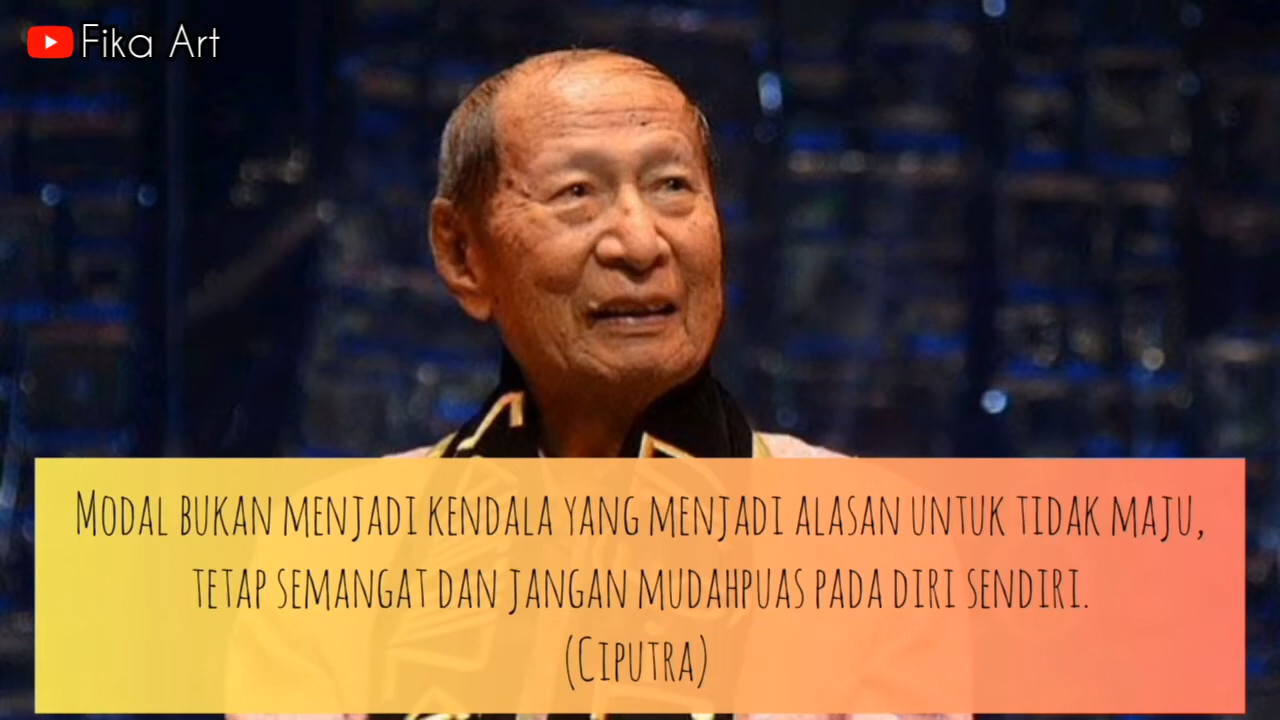 Fika Art
Modal bukan menjadi kendala yang menjadi alasan untuk tidak maju,
tetap semangat dan jangan mudahpuas pada diri sendiri.
(Ciputra)